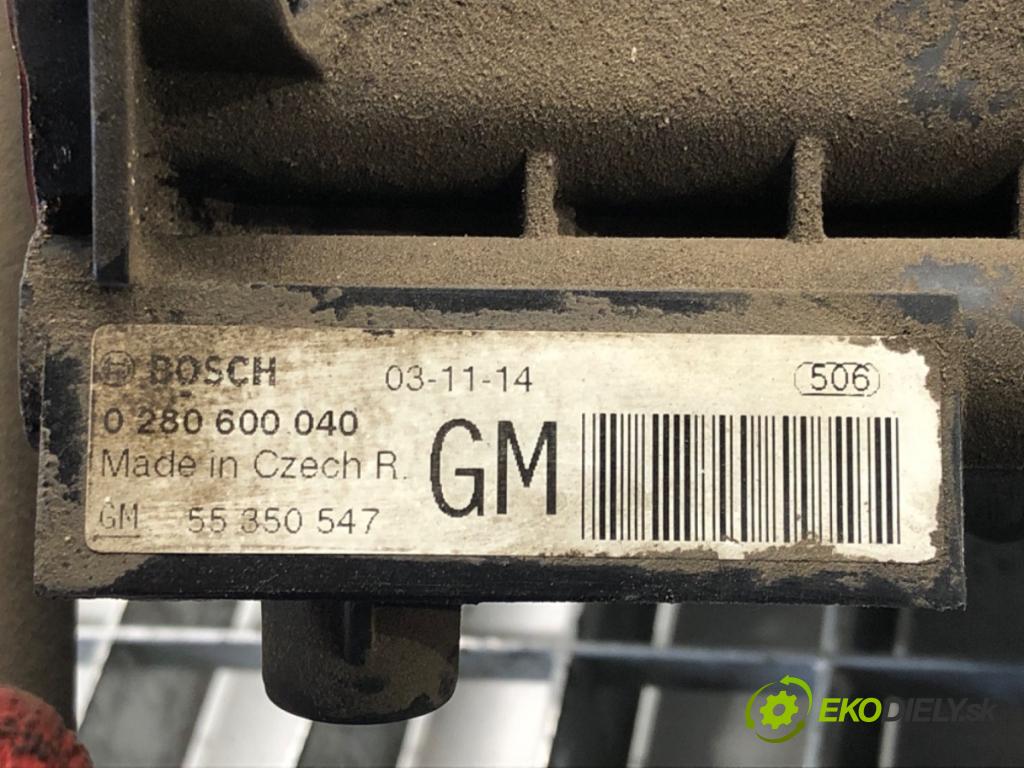 BOSCH 03-11-14 506
0 280 600 040
Made in Czech R.
GM
GM 55 350 547
EKODIELY.sk